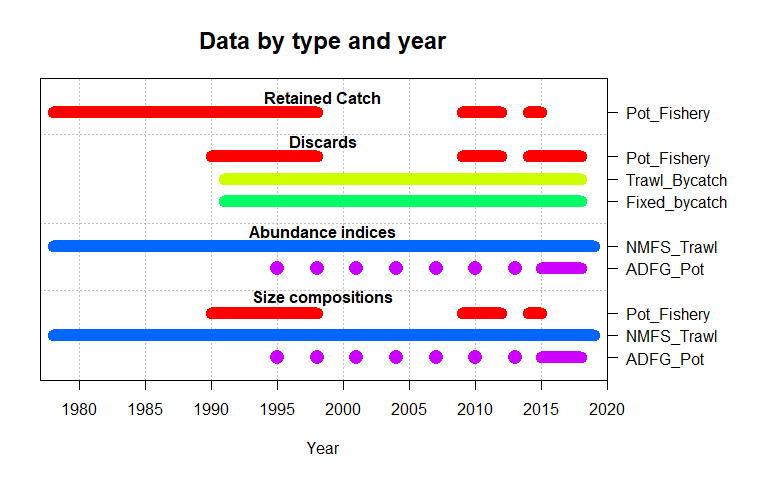 Data by type and year
Retained Catch
Pot_Fishery
Discards
Pot_Fishery
Trawl_Bycatch
Fixed_bycatch
Abundance indices
NMFS_Trawl
ADFG_Pot
Size compositions
Pot_Fishery
NMFS_Trawl
ADFG_Pot
1980 1985 1990 1995 2000 2005 2010 2015 2020
Year